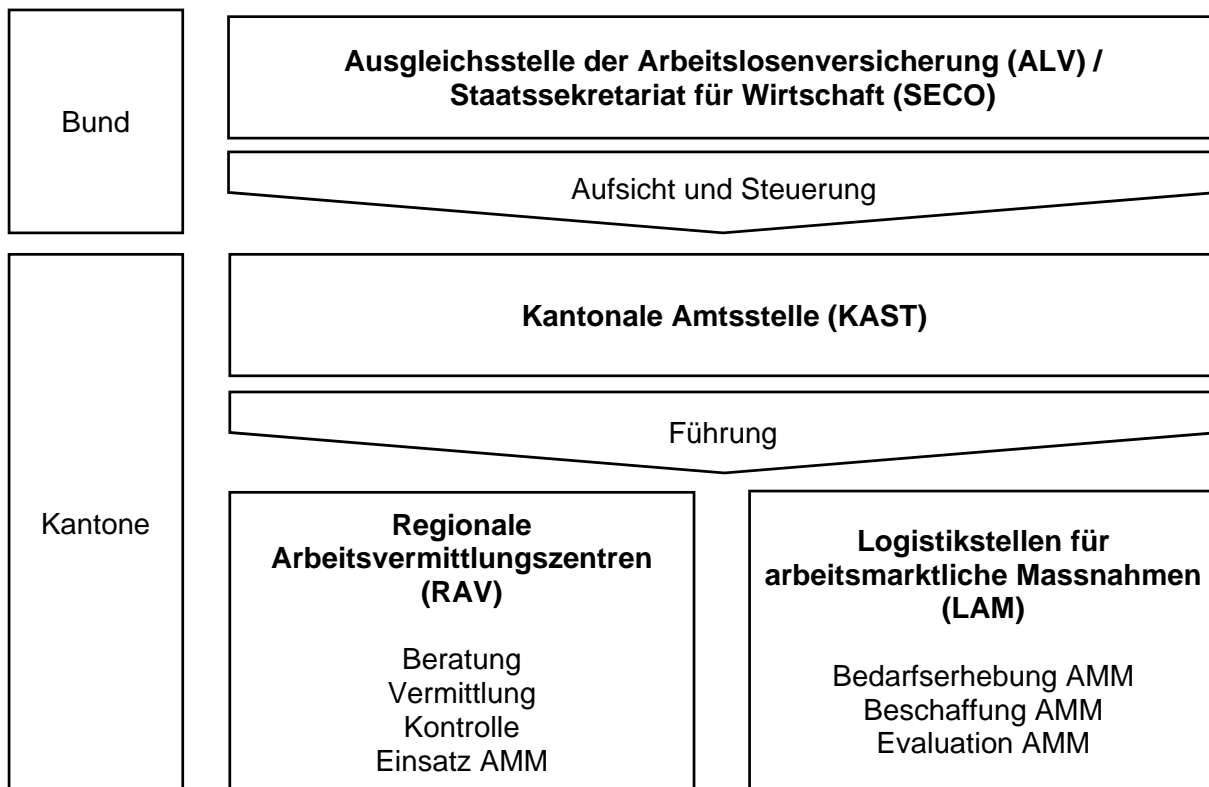 Bund
Ausgleichsstelle der Arbeitslosenversicherung (ALV) /
Staatssekretariat für Wirtschaft (SECO)
Aufsicht und Steuerung
Kantone
Kantonale Amtsstelle (KAST)
Führung
Regionale
Arbeitsvermittlungszentren
(RAV)
Beratung
Vermittlung
Kontrolle
Einsatz AMM
Logistikstellen für
arbeitsmarktliche Massnahmen
(LAM)
Bedarfserhebung AMM
Beschaffung AMM
Evaluation AMM